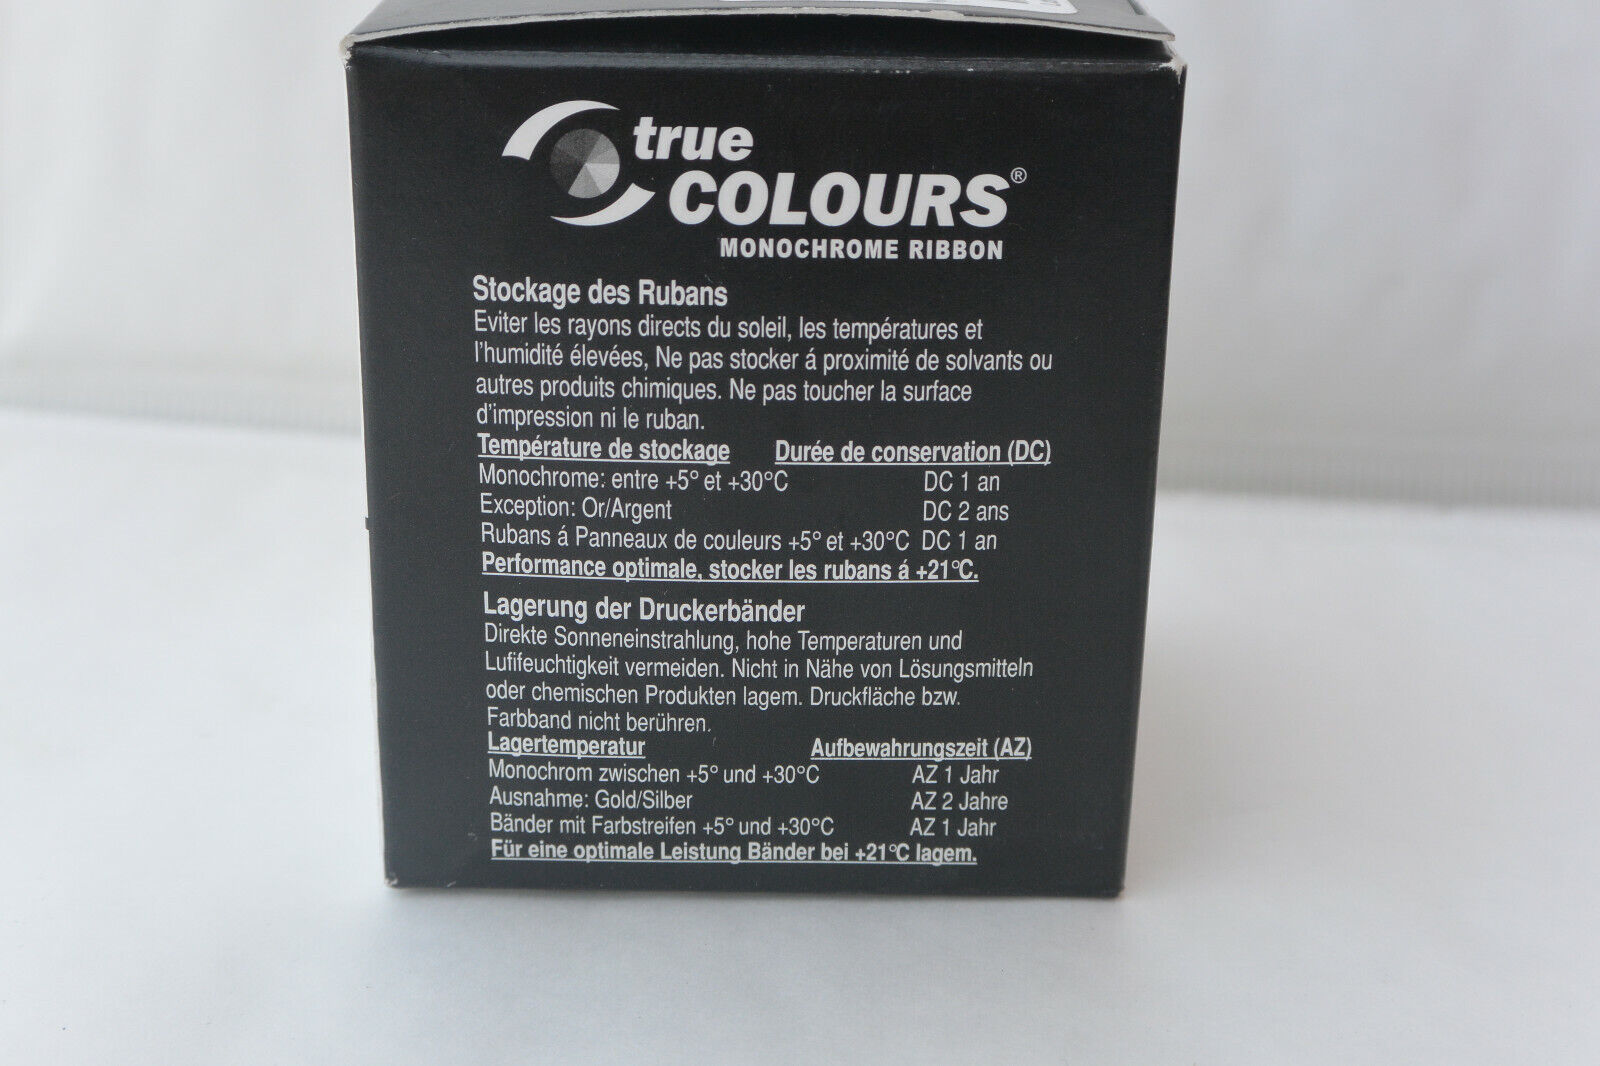 true
COLOURS®
MONOCHROME RIBBON
Stockage des Rubans
Eviter les rayons directs du soleil, les températures et
l'humidité élevées, Ne pas stocker á proximité de solvants ou
autres produits chimiques. Ne pas toucher la surface
d'impression ni le ruban.
Température de stockage Durée de conservation (DC)
Monochrome: entre +5° et +30°C DC 1 an
Exception: Or/Argent DC 2 ans
Rubans á Panneaux de couleurs +5° et +30°C DC 1 an
Performance optimale, stocker les rubans á +21°C.
Lagerung der Druckerbänder
Direkte Sonneneinstrahlung, hohe Temperaturen und
Lufifeuchtigkeit vermeiden. Nicht in Nähe von Lösungsmitteln
oder chemischen Produkten lagem. Druckfläche bzw.
Farbband nicht berühren.
Lagertemperatur Aufbewahrungszeit (AZ)
Monochrom zwischen +5° und +30°C AZ 1 Jahr
Ausnahme: Gold/Silber AZ 2 Jahre
Bänder mit Farbstreifen +5° und +30°C AZ 1 Jahr
Für eine optimale Leistung Bänder bei +21°C lagem.